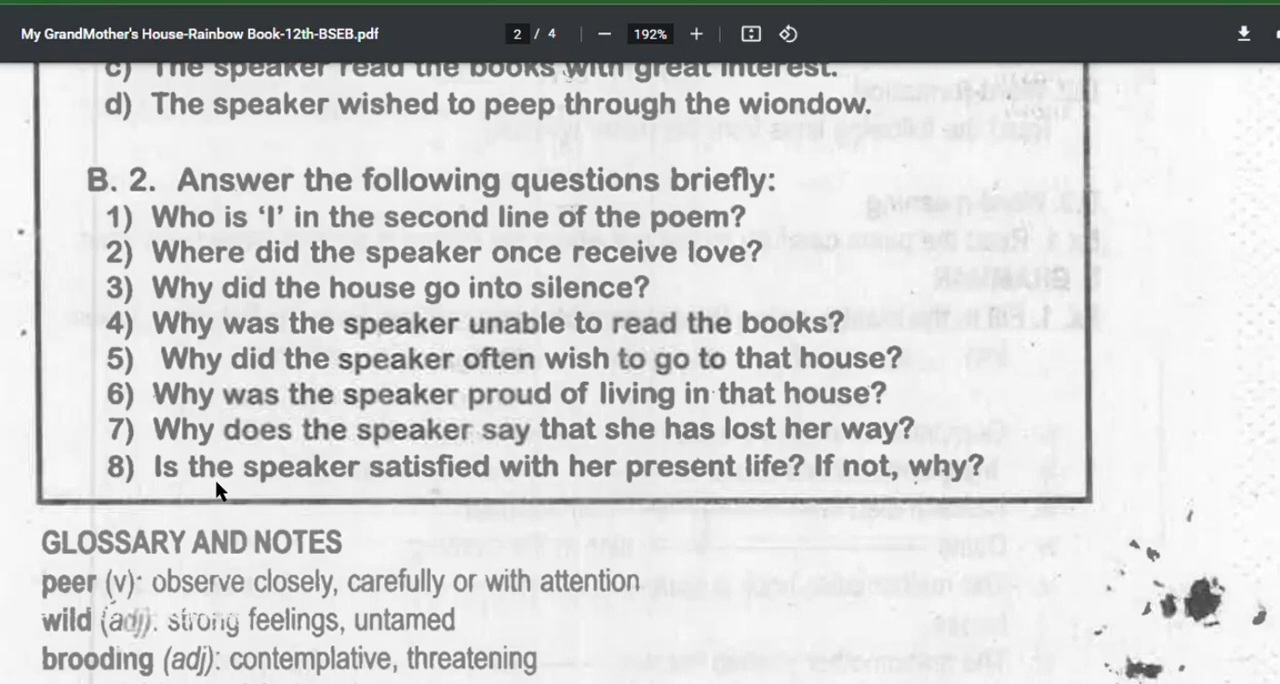 My GrandMother's House-Rainbow Book-12th-BSEB.pdf
2 / 4
192%
c) The speaker read the books with great interest.
d) The speaker wished to peep through the wiondow.
B. 2. Answer the following questions briefly:
1) Who is ‘I’ in the second line of the poem?
2) Where did the speaker once receive love?
3) Why did the house go into silence?
4) Why was the speaker unable to read the books?
5) Why did the speaker often wish to go to that house?
6) Why was the speaker proud of living in that house?
7) Why does the speaker say that she has lost her way?
8) Is the speaker satisfied with her present life? If not, why?
GLOSSARY AND NOTES
peer (v): observe closely, carefully or with attention
wild (adj): strong feelings, untamed
brooding (adj): contemplative, threatening